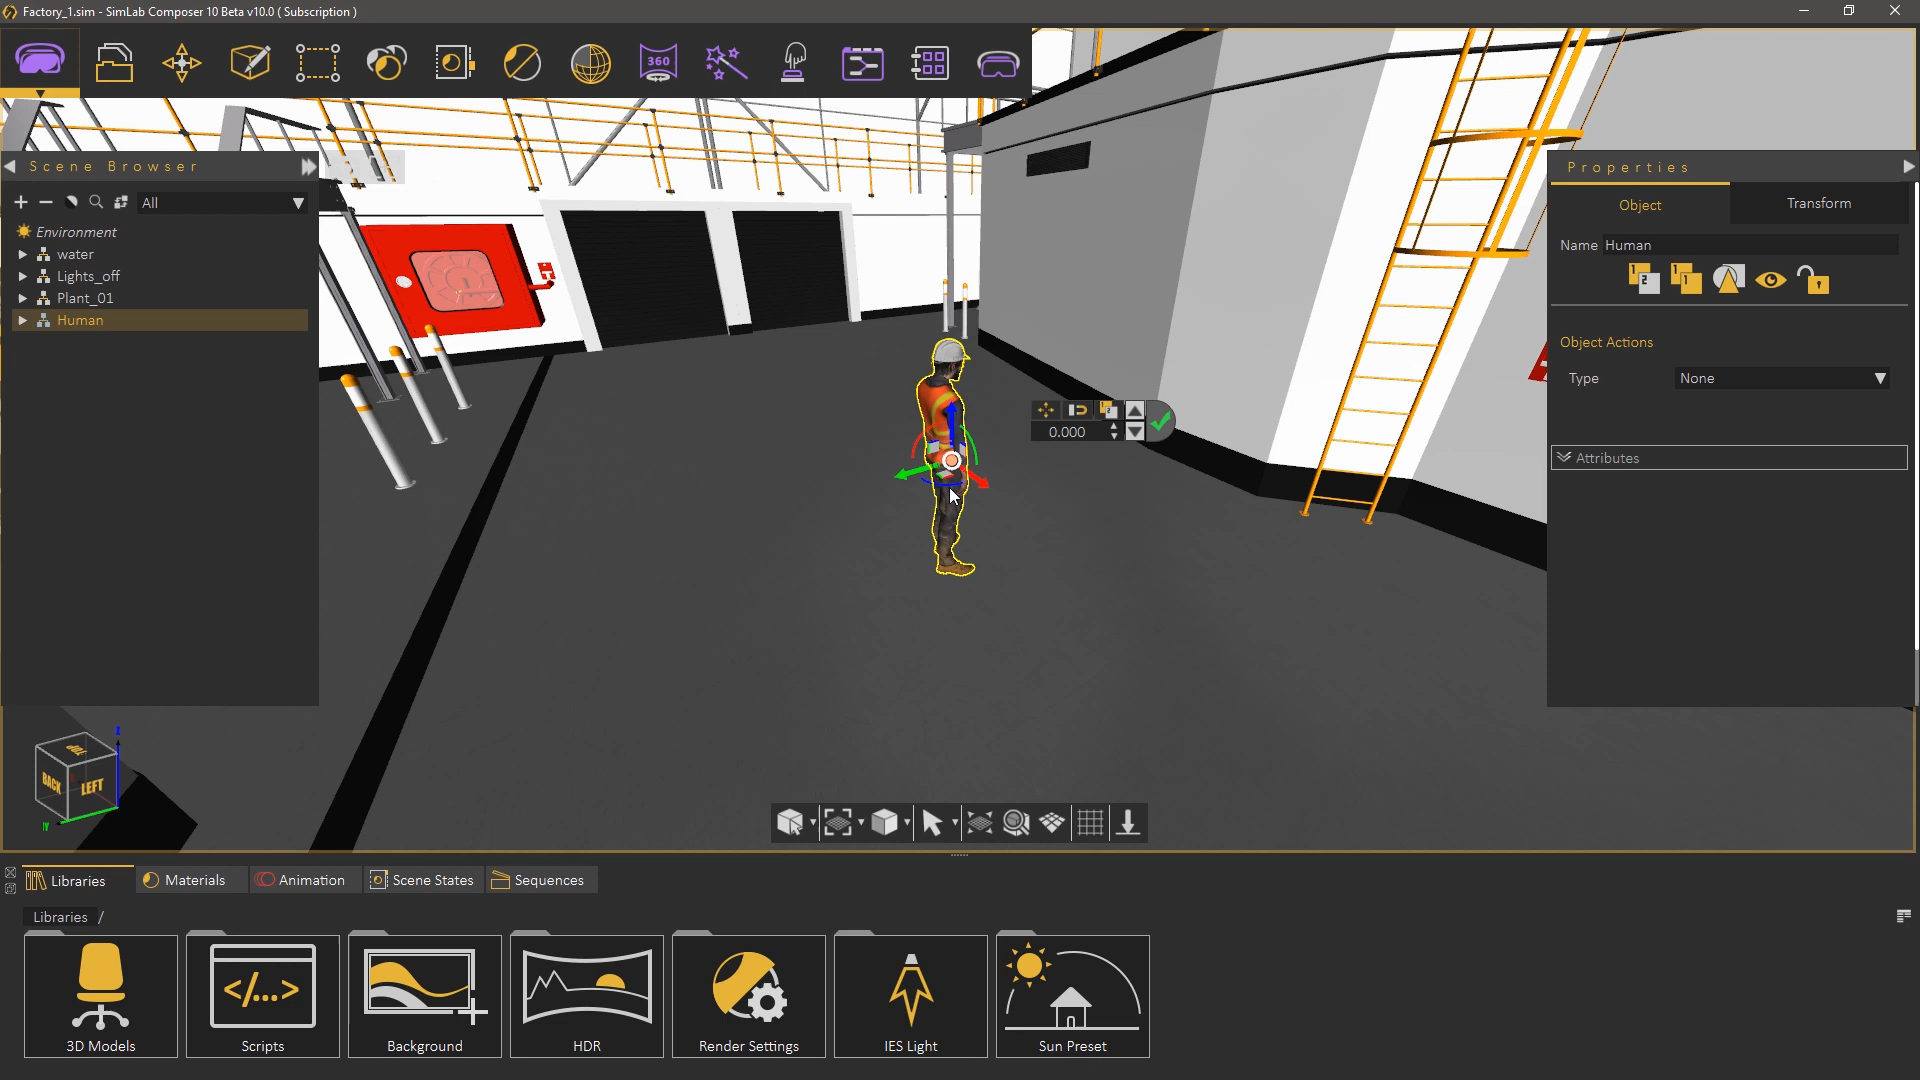 Factory_1.sim - SimLab Composer 10 Beta v10.0 ( Subscription )
360
Scene Browser
All
Environment
water
Lights_off
Plant_01
Human
Properties
Object
Transform
Name Human
Object Actions
Type None
Attributes
0.000
TOP
BACK
LEFT
Z
Y
Libraries
Materials
Animation
Scene States
Sequences
Libraries /
</...>
3D Models
Scripts
Background
HDR
Render Settings
IES Light
Sun Preset